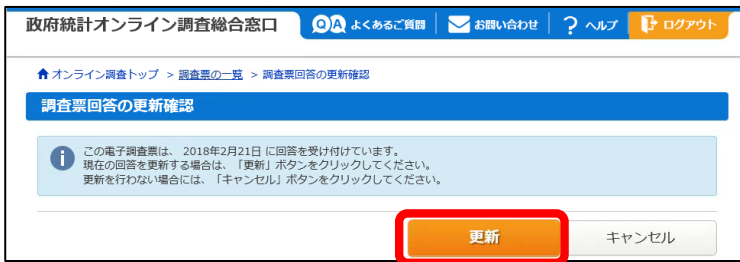 政府統計オンライン調査総合窓口 QA よくあるご質問 お問い合わせ ? ヘルプ ログアウト
オンライン調査トップ > 調査票の一覧 > 調査票回答の更新確認
調査票回答の更新確認
i この電子調査票は、 2018年2月21日 に回答を受け付けています。
現在の回答を更新する場合は、「更新」ボタンをクリックしてください。
更新を行わない場合には、「キャンセル」ボタンをクリックしてください。
更新 キャンセル